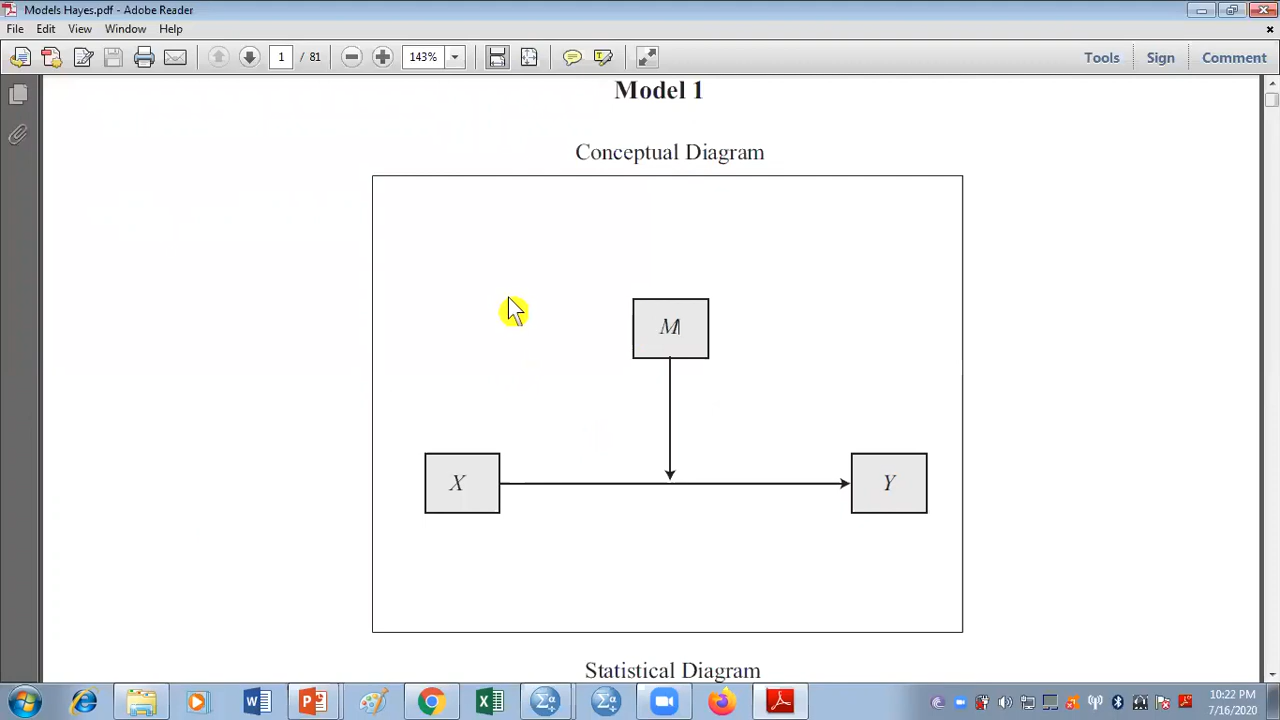 Models Hayes.pdf - Adobe Reader
File Edit View Window Help
1 / 81 143% Tools Sign Comment
Model 1
Conceptual Diagram
M
X Y
Statistical Diagram
10:22 PM
7/16/2020